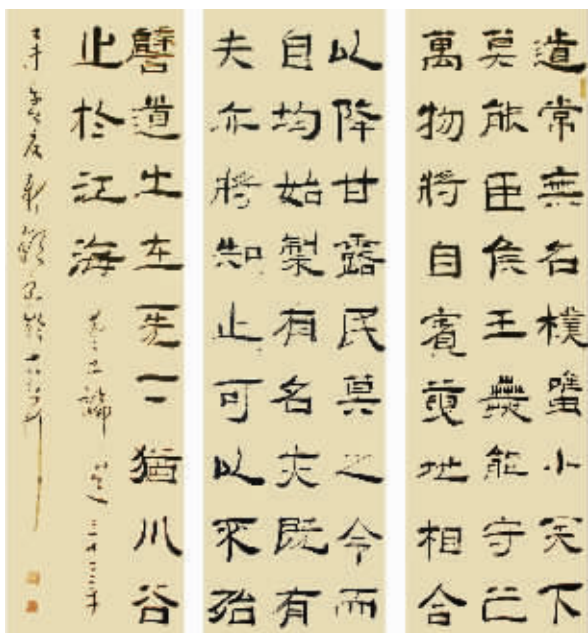 道常無名樸雖小天下
莫能臣侯王能守之
萬物將自賓天地相合
以降甘露民莫之令而
自均始製有名夫既有
夫亦將知止可以不殆
譬道之在天下猶川谷
止於江海